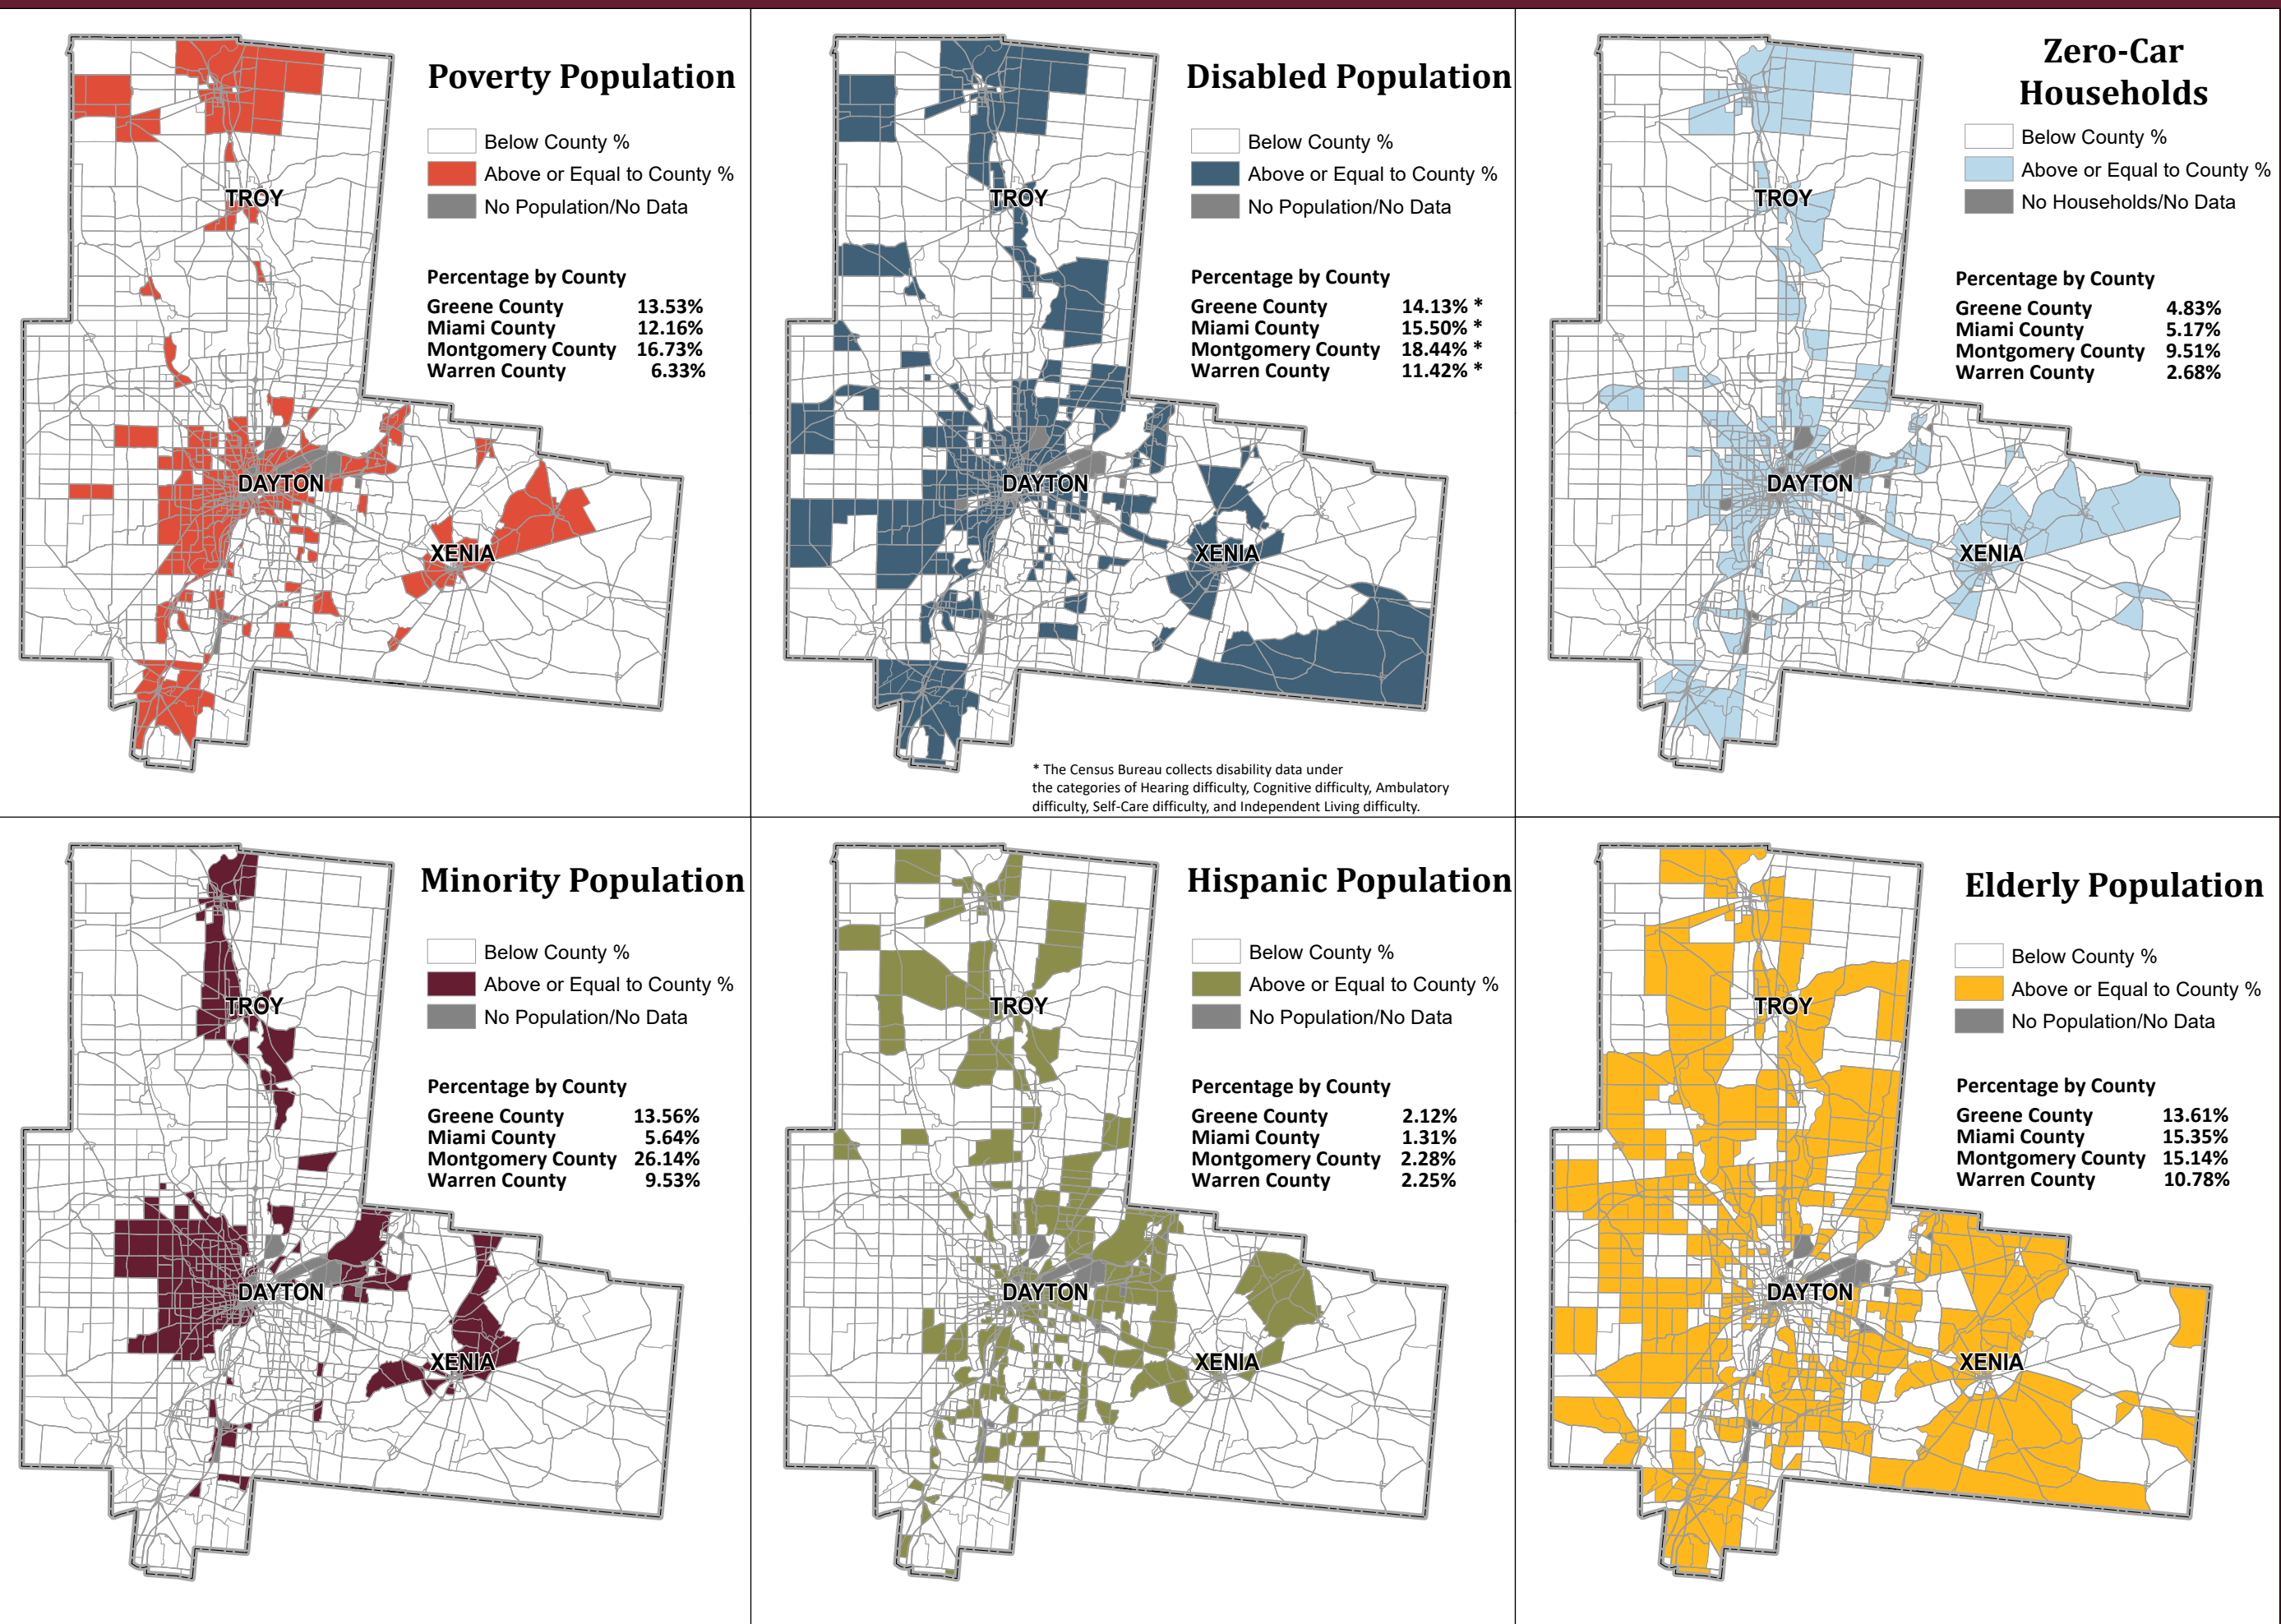 Poverty Population
Below County %
Above or Equal to County %
No Population/No Data
TROY
Percentage by County
Greene County 13.53%
Miami County 12.16%
Montgomery County 16.73%
Warren County 6.33%
DAYTON
XENIA
Disabled Population
Below County %
Above or Equal to County %
No Population/No Data
TROY
Percentage by County
Greene County 14.13% *
Miami County 15.50% *
Montgomery County 18.44% *
Warren County 11.42% *
DAYTON
XENIA
* The Census Bureau collects disability data under
the categories of Hearing difficulty, Cognitive difficulty, Ambulatory
difficulty, Self-Care difficulty, and Independent Living difficulty.
Zero-Car
Households
Below County %
Above or Equal to County %
No Households/No Data
TROY
Percentage by County
Greene County 4.83%
Miami County 5.17%
Montgomery County 9.51%
Warren County 2.68%
DAYTON
XENIA
Minority Population
Below County %
Above or Equal to County %
No Population/No Data
TROY
Percentage by County
Greene County 13.56%
Miami County 5.64%
Montgomery County 26.14%
Warren County 9.53%
DAYTON
XENIA
Hispanic Population
Below County %
Above or Equal to County %
No Population/No Data
TROY
Percentage by County
Greene County 2.12%
Miami County 1.31%
Montgomery County 2.28%
Warren County 2.25%
DAYTON
XENIA
Elderly Population
Below County %
Above or Equal to County %
No Population/No Data
TROY
Percentage by County
Greene County 13.61%
Miami County 15.35%
Montgomery County 15.14%
Warren County 10.78%
DAYTON
XENIA